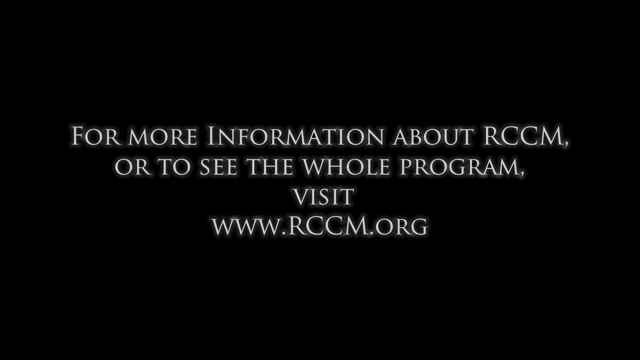 For more Information about RCCM,
or to see the whole program,
visit
www.RCCM.org